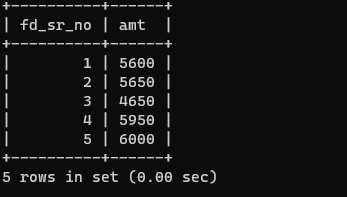 +----------+------+
| fd_sr_no | amt  |
+----------+------+
|        1 | 5600 |
|        2 | 5650 |
|        3 | 4650 |
|        4 | 5950 |
|        5 | 6000 |
+----------+------+
5 rows in set (0.00 sec)